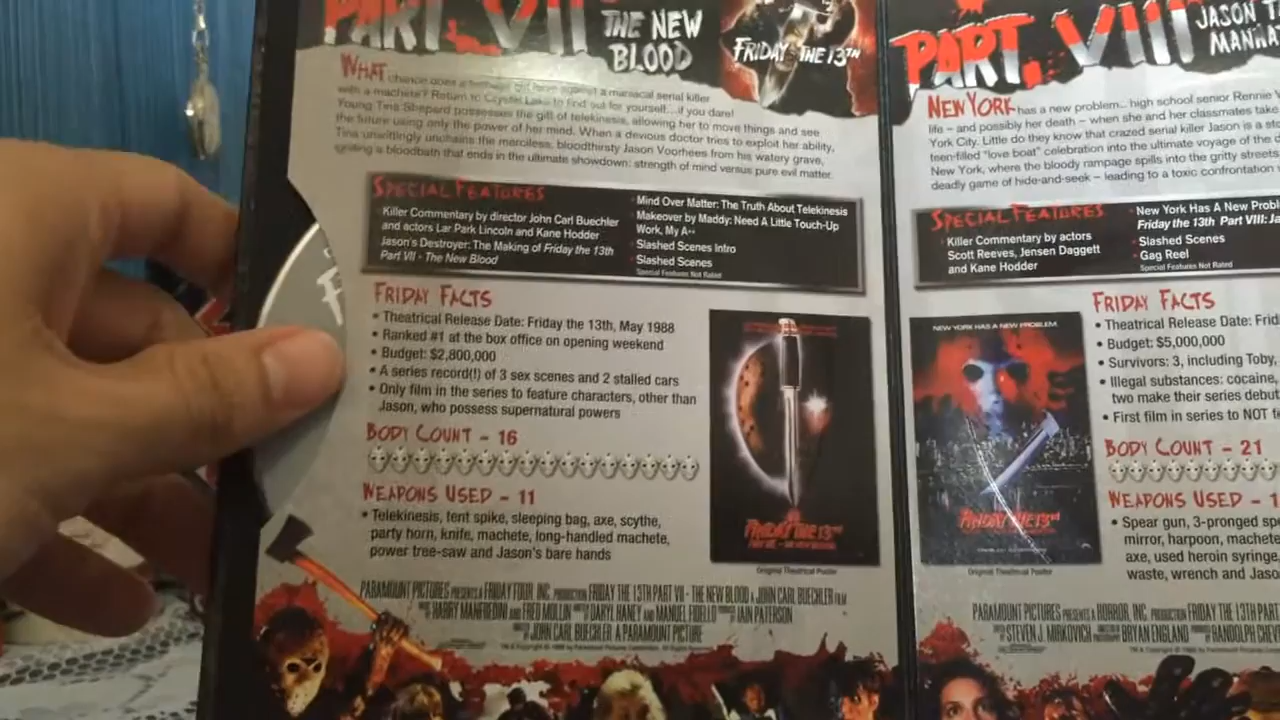 PART VII
THE NEW
BLOOD
FRIDAY THE 13TH
WHAT chance does a against a maniacal serial killer
with a machete? Return to Crystal Lake to find out for yourself... if you dare!
Young Tina Shepard possesses the gift of telekinesis, allowing her to move things and see
the future using only the power of her mind. When a devious doctor tries to exploit her ability,
Tina unwittingly unchains the merciless, bloodthirsty Jason Voorhees from his watery grave,
igniting a bloodbath that ends in the ultimate showdown: strength of mind versus pure evil matter.
SPECIAL FEATURES
• Killer Commentary by director John Carl Buechler
and actors Lar Park Lincoln and Kane Hodder
• Jason's Destroyer: The Making of Friday the 13th
Part VII - The New Blood
• Mind Over Matter: The Truth About Telekinesis
• Makeover by Maddy: Need A Little Touch-Up
Work, My A**
• Slashed Scenes Intro
• Slashed Scenes
Special Features Not Rated
FRIDAY FACTS
• Theatrical Release Date: Friday the 13th, May 1988
• Ranked #1 at the box office on opening weekend
• Budget: $2,800,000
• A series record(!) of 3 sex scenes and 2 stalled cars
• Only film in the series to feature characters, other than
Jason, who possess supernatural powers
BODY COUNT - 16
WEAPONS USED - 11
• Telekinesis, tent spike, sleeping bag, axe, scythe,
party horn, knife, machete, long-handled machete,
power tree-saw and Jason's bare hands
FRIDAY THE 13TH
Original Theatrical Poster
PARAMOUNT PICTURES PRESENTS A FRIDAY FOUR, INC. PRODUCTION FRIDAY THE 13TH PART VII - THE NEW BLOOD A JOHN CARL BUECHLER FILM
HARRY MANFREDINI AND FRED MOLLIN DARYL HANEY AND MANUEL FIDELLO IAIN PATERSON
JOHN CARL BUECHLER A PARAMOUNT PICTURE
PART VIII
JASON T
MANHA
NEW YORK has a new problem... high school senior Rennie
life – and possibly her death – when she and her classmates take
York City. Little do they know that crazed serial killer Jason is a st
teen-filled "love boat" celebration into the ultimate voyage of the d
New York, where the bloody rampage spills into the gritty streets
deadly game of hide-and-seek – leading to a toxic confrontation
SPECIAL FEATURES
• Killer Commentary by actors
Scott Reeves, Jensen Daggett
and Kane Hodder
• New York Has A New Probl
Friday the 13th Part VIII: Ja
• Slashed Scenes
• Gag Reel
Special Features Not Rated
NEW YORK HAS A NEW PROBLEM.
FRIDAY THE 13TH
Original Theatrical Poster
FRIDAY FACTS
• Theatrical Release Date: Frid
• Budget: $5,000,000
• Survivors: 3, including Toby,
• Illegal substances: cocaine,
two make their series debut
• First film in series to NOT f
BODY COUNT - 21
WEAPONS USED - 1
• Spear gun, 3-pronged sp
mirror, harpoon, machete
axe, used heroin syringe,
waste, wrench and Jaso
PARAMOUNT PICTURES PRESENTS A HORROR, INC. PRODUCTION FRIDAY THE 13TH PART
STEVEN J. MIRKOVICH BRYAN ENGLAND RANDOLPH CHEV